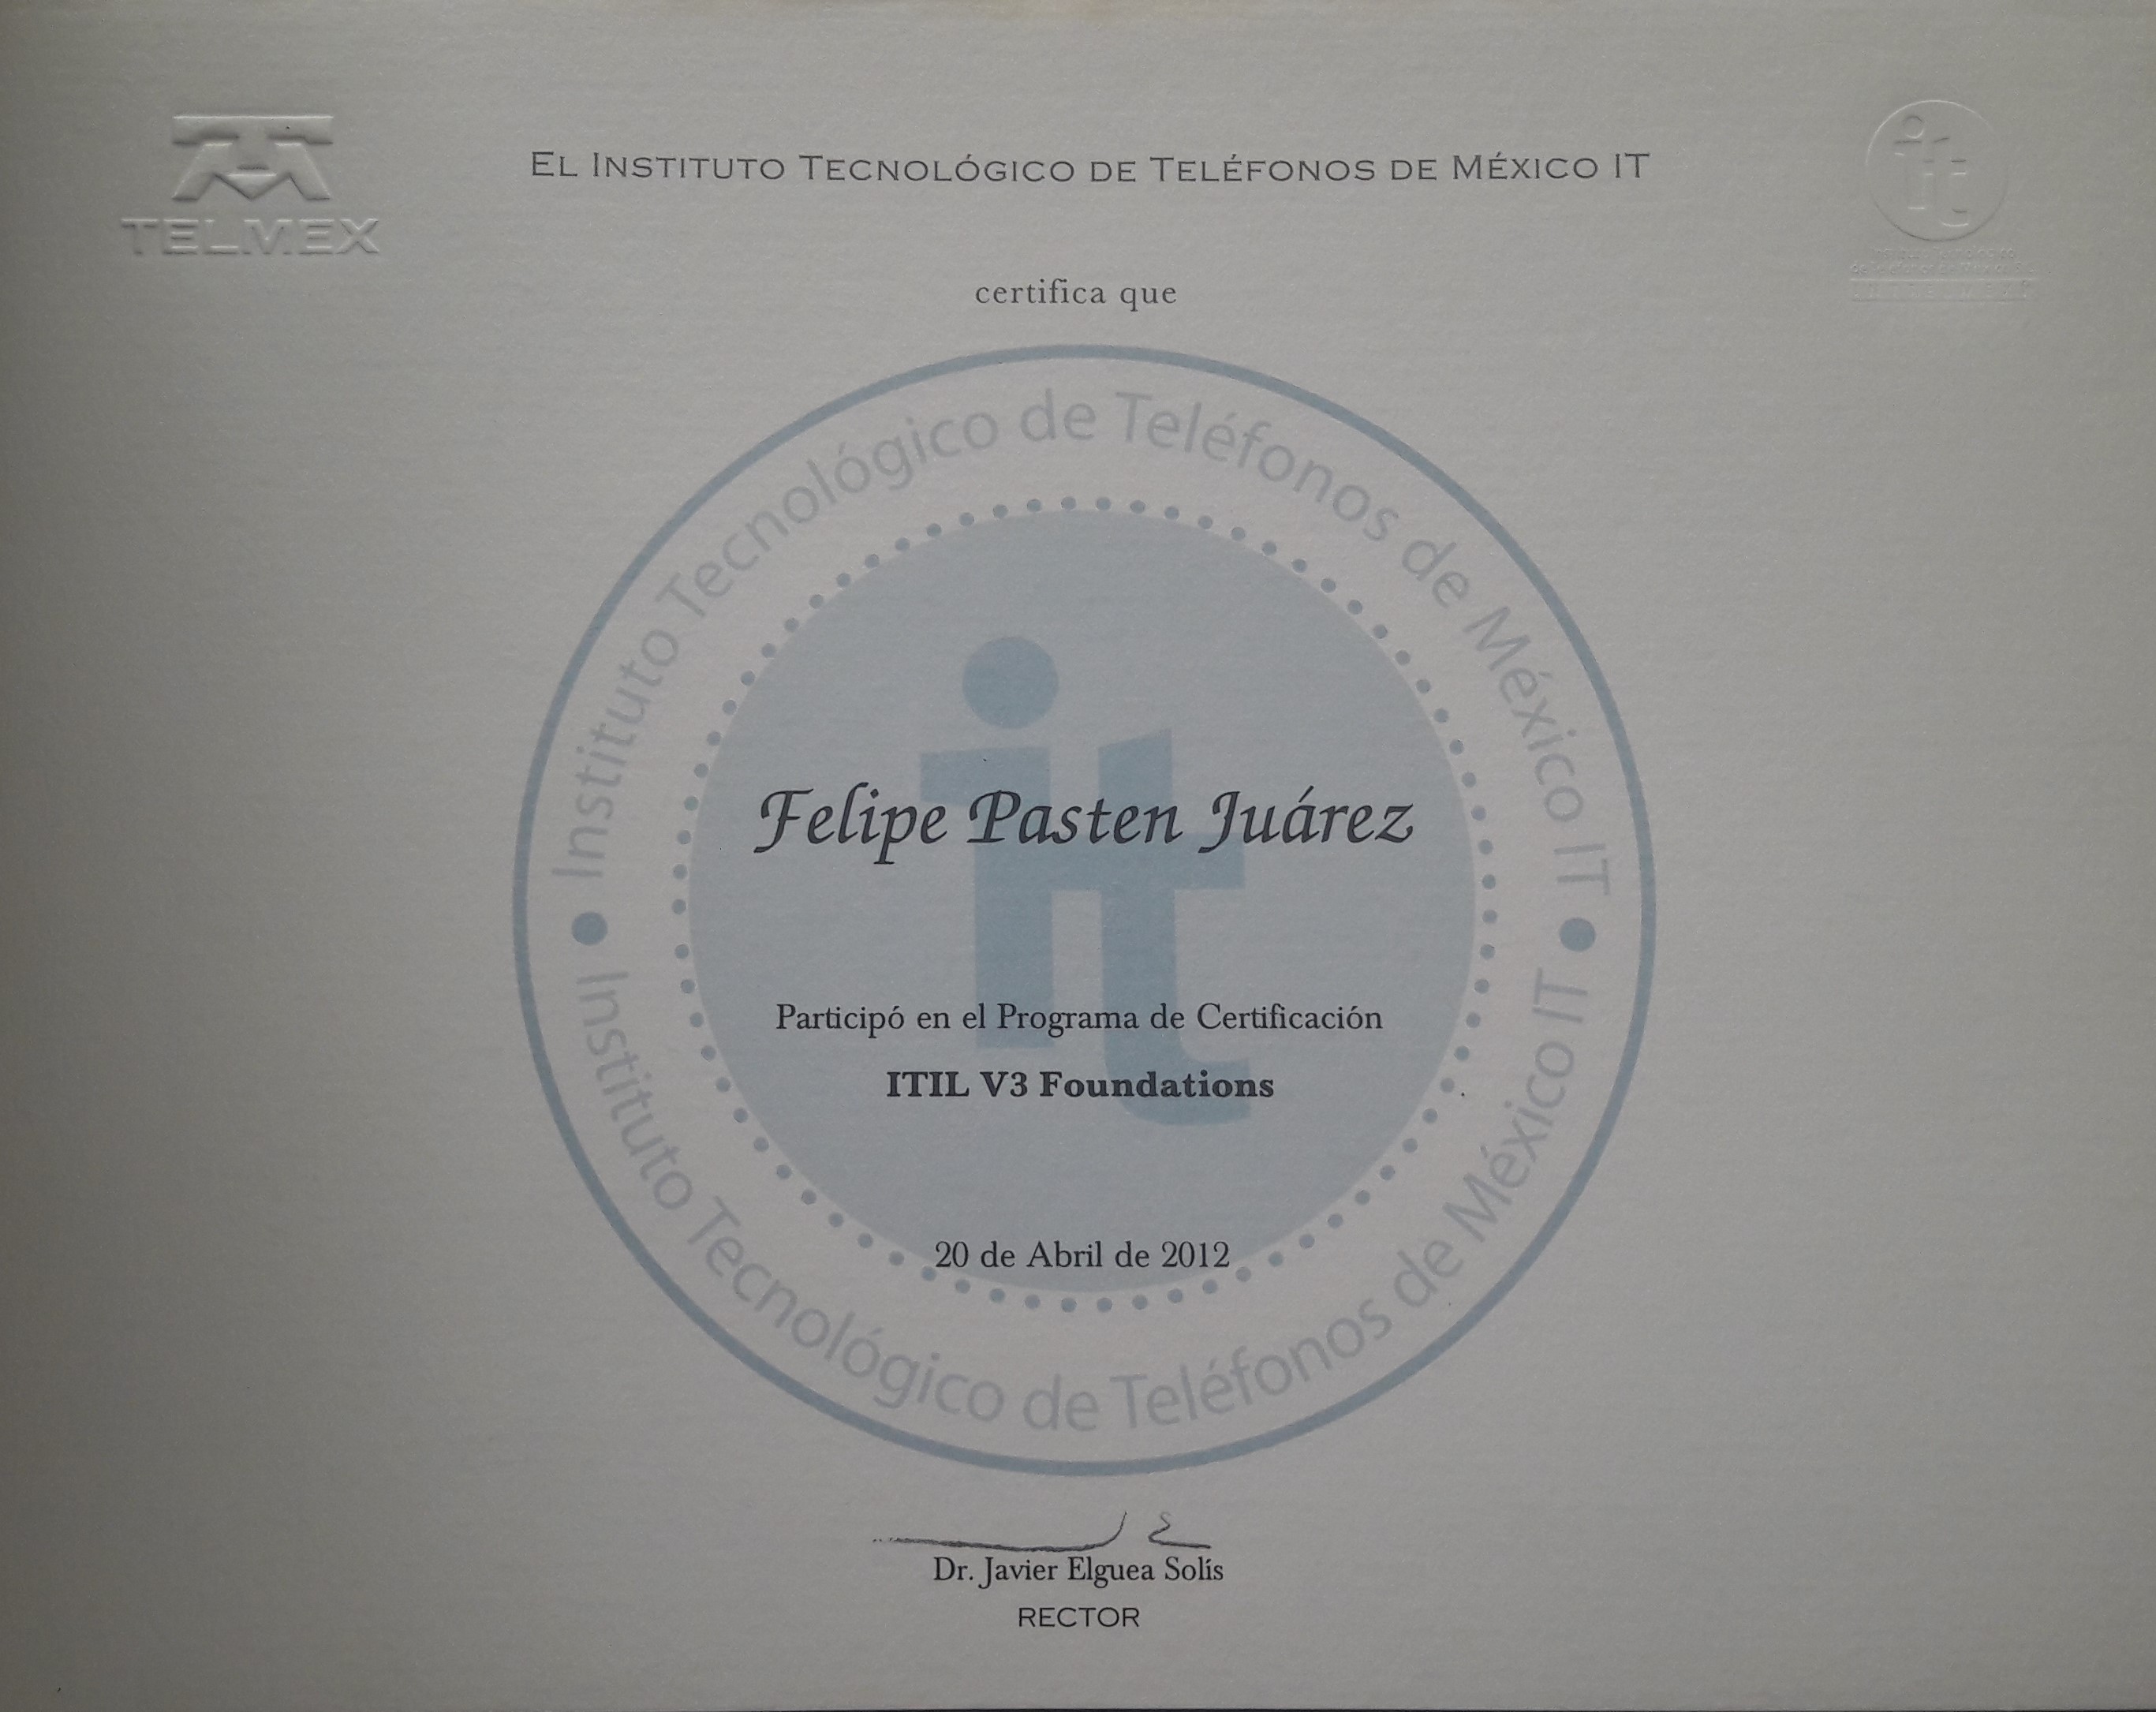 TELMEX
EL INSTITUTO TECNOLÓGICO DE TELÉFONOS DE MÉXICO IT
it
certifica que
Instituto Tecnológico de Teléfonos de México IT
it
Felipe Pasten Juárez
Participó en el Programa de Certificación
ITIL V3 Foundations
20 de Abril de 2012
Instituto Tecnológico de Teléfonos de México IT
Dr. Javier Elguea Solís
RECTOR